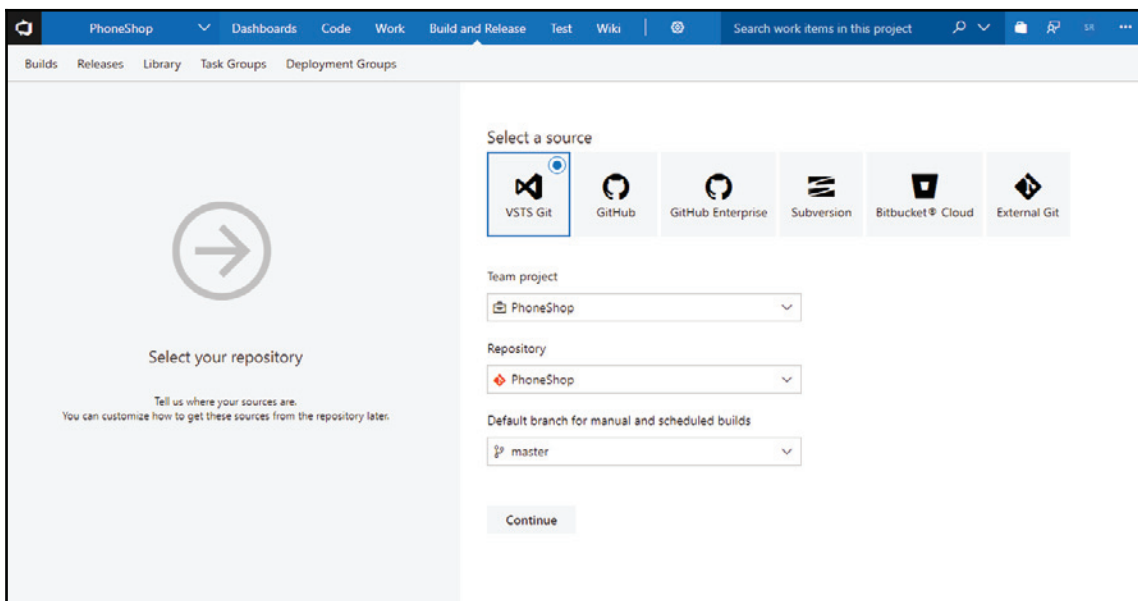 PhoneShop Dashboards Code Work Build and Release Test Wiki Search work items in this project SR
Builds Releases Library Task Groups Deployment Groups
Select a source
VSTS Git GitHub GitHub Enterprise Subversion Bitbucket® Cloud External Git
Team project
PhoneShop
Select your repository
Tell us where your sources are.
You can customize how to get these sources from the repository later.
Repository
PhoneShop
Default branch for manual and scheduled builds
master
Continue